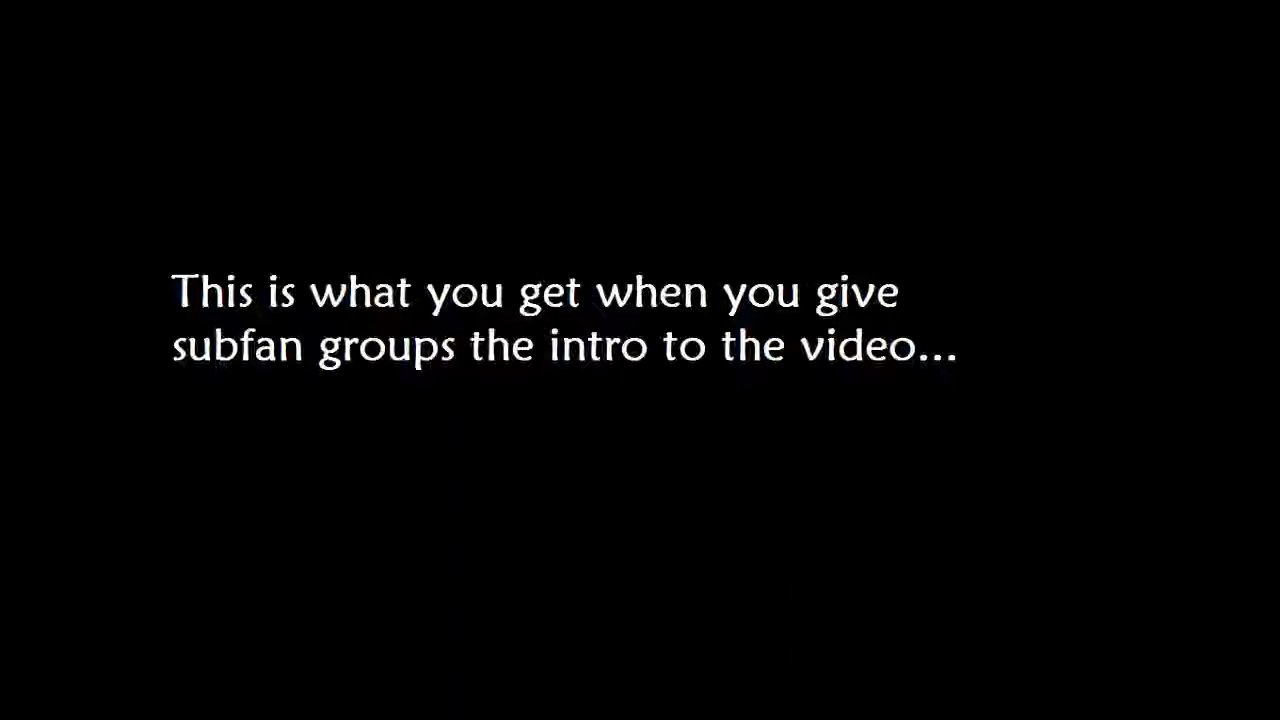 This is what you get when you give
subfan groups the intro to the video...